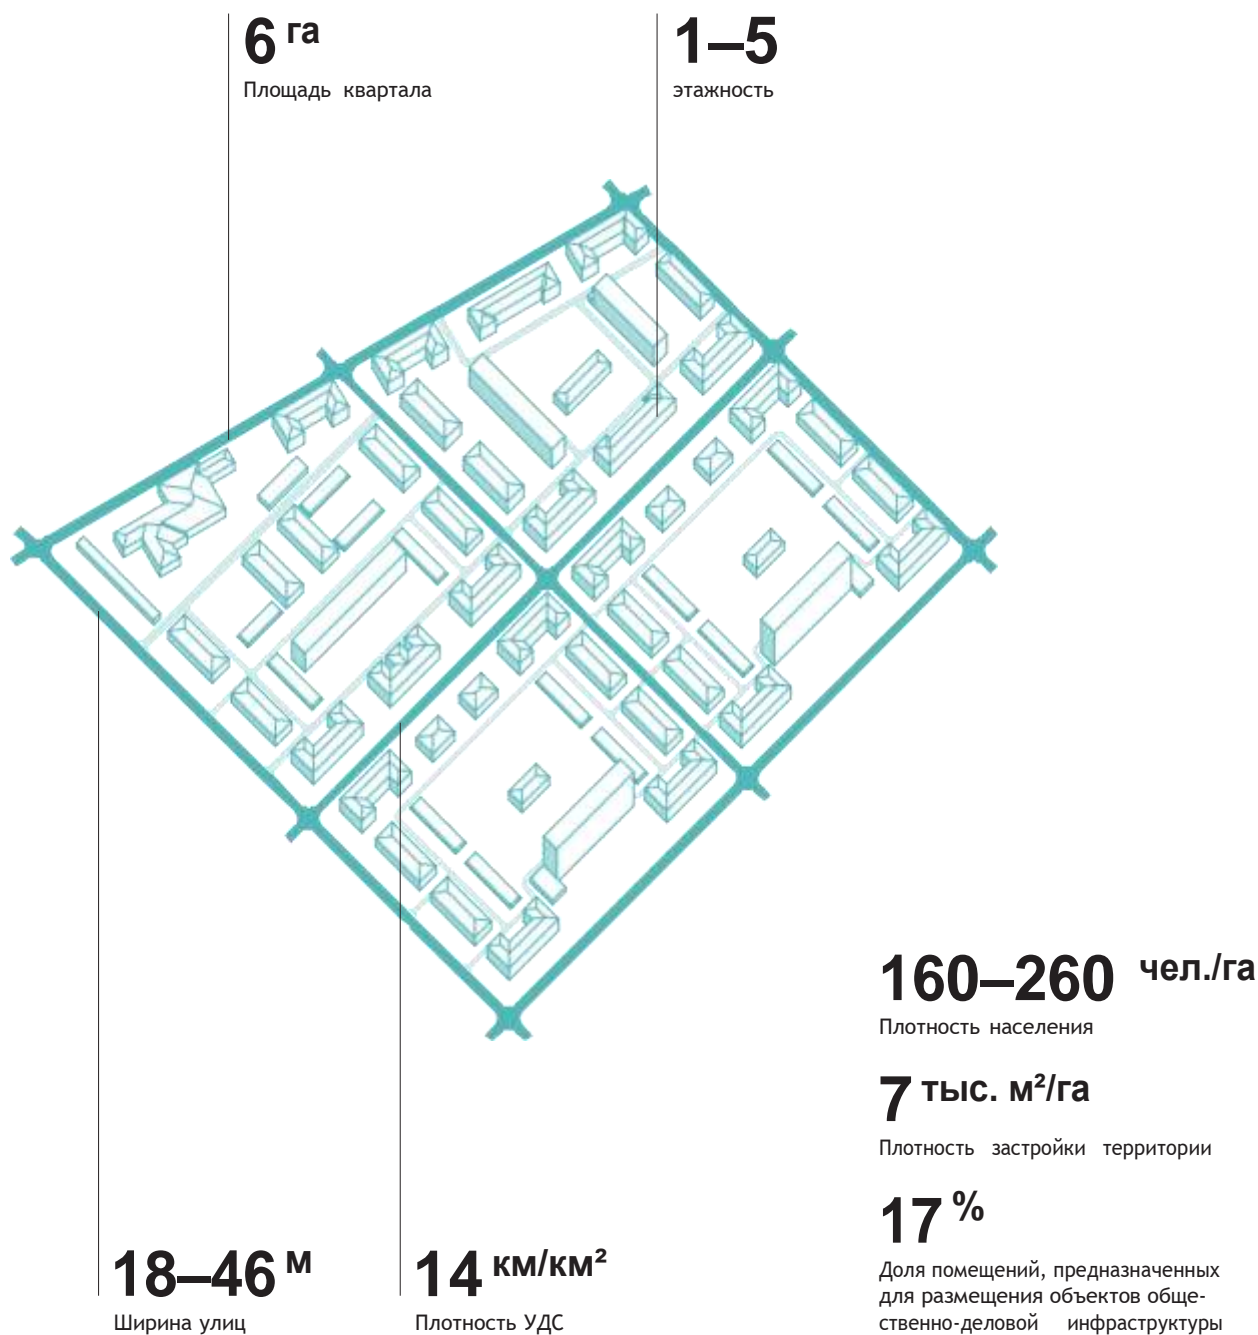 6 га
Площадь квартала
1–5
этажность
160–260 чел./га
Плотность населения
7 тыс. м²/га
Плотность застройки территории
17 %
Доля помещений, предназначенных
для размещения объектов обще-
ственно-деловой инфраструктуры
18–46 м
Ширина улиц
14 км/км²
Плотность УДС